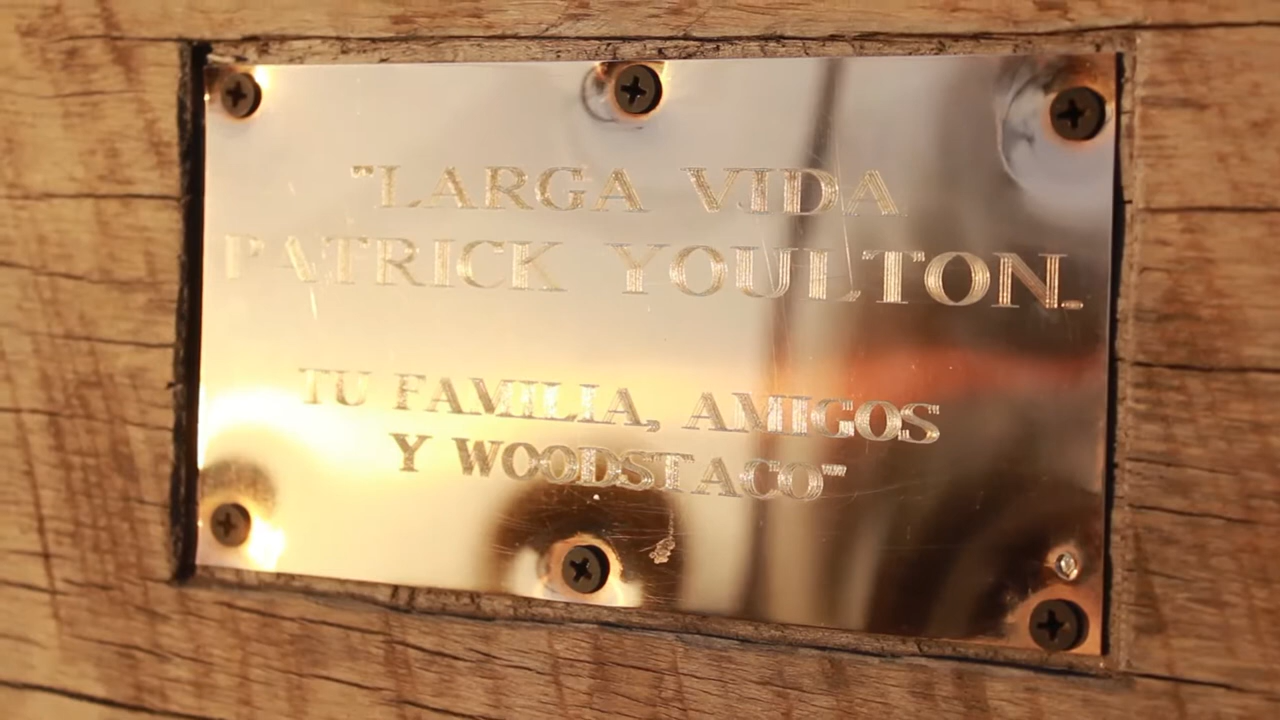 "LARGA VIDA
PATRICK YOULTON.
TU FAMILIA, AMIGOS
Y WOODSTACO"